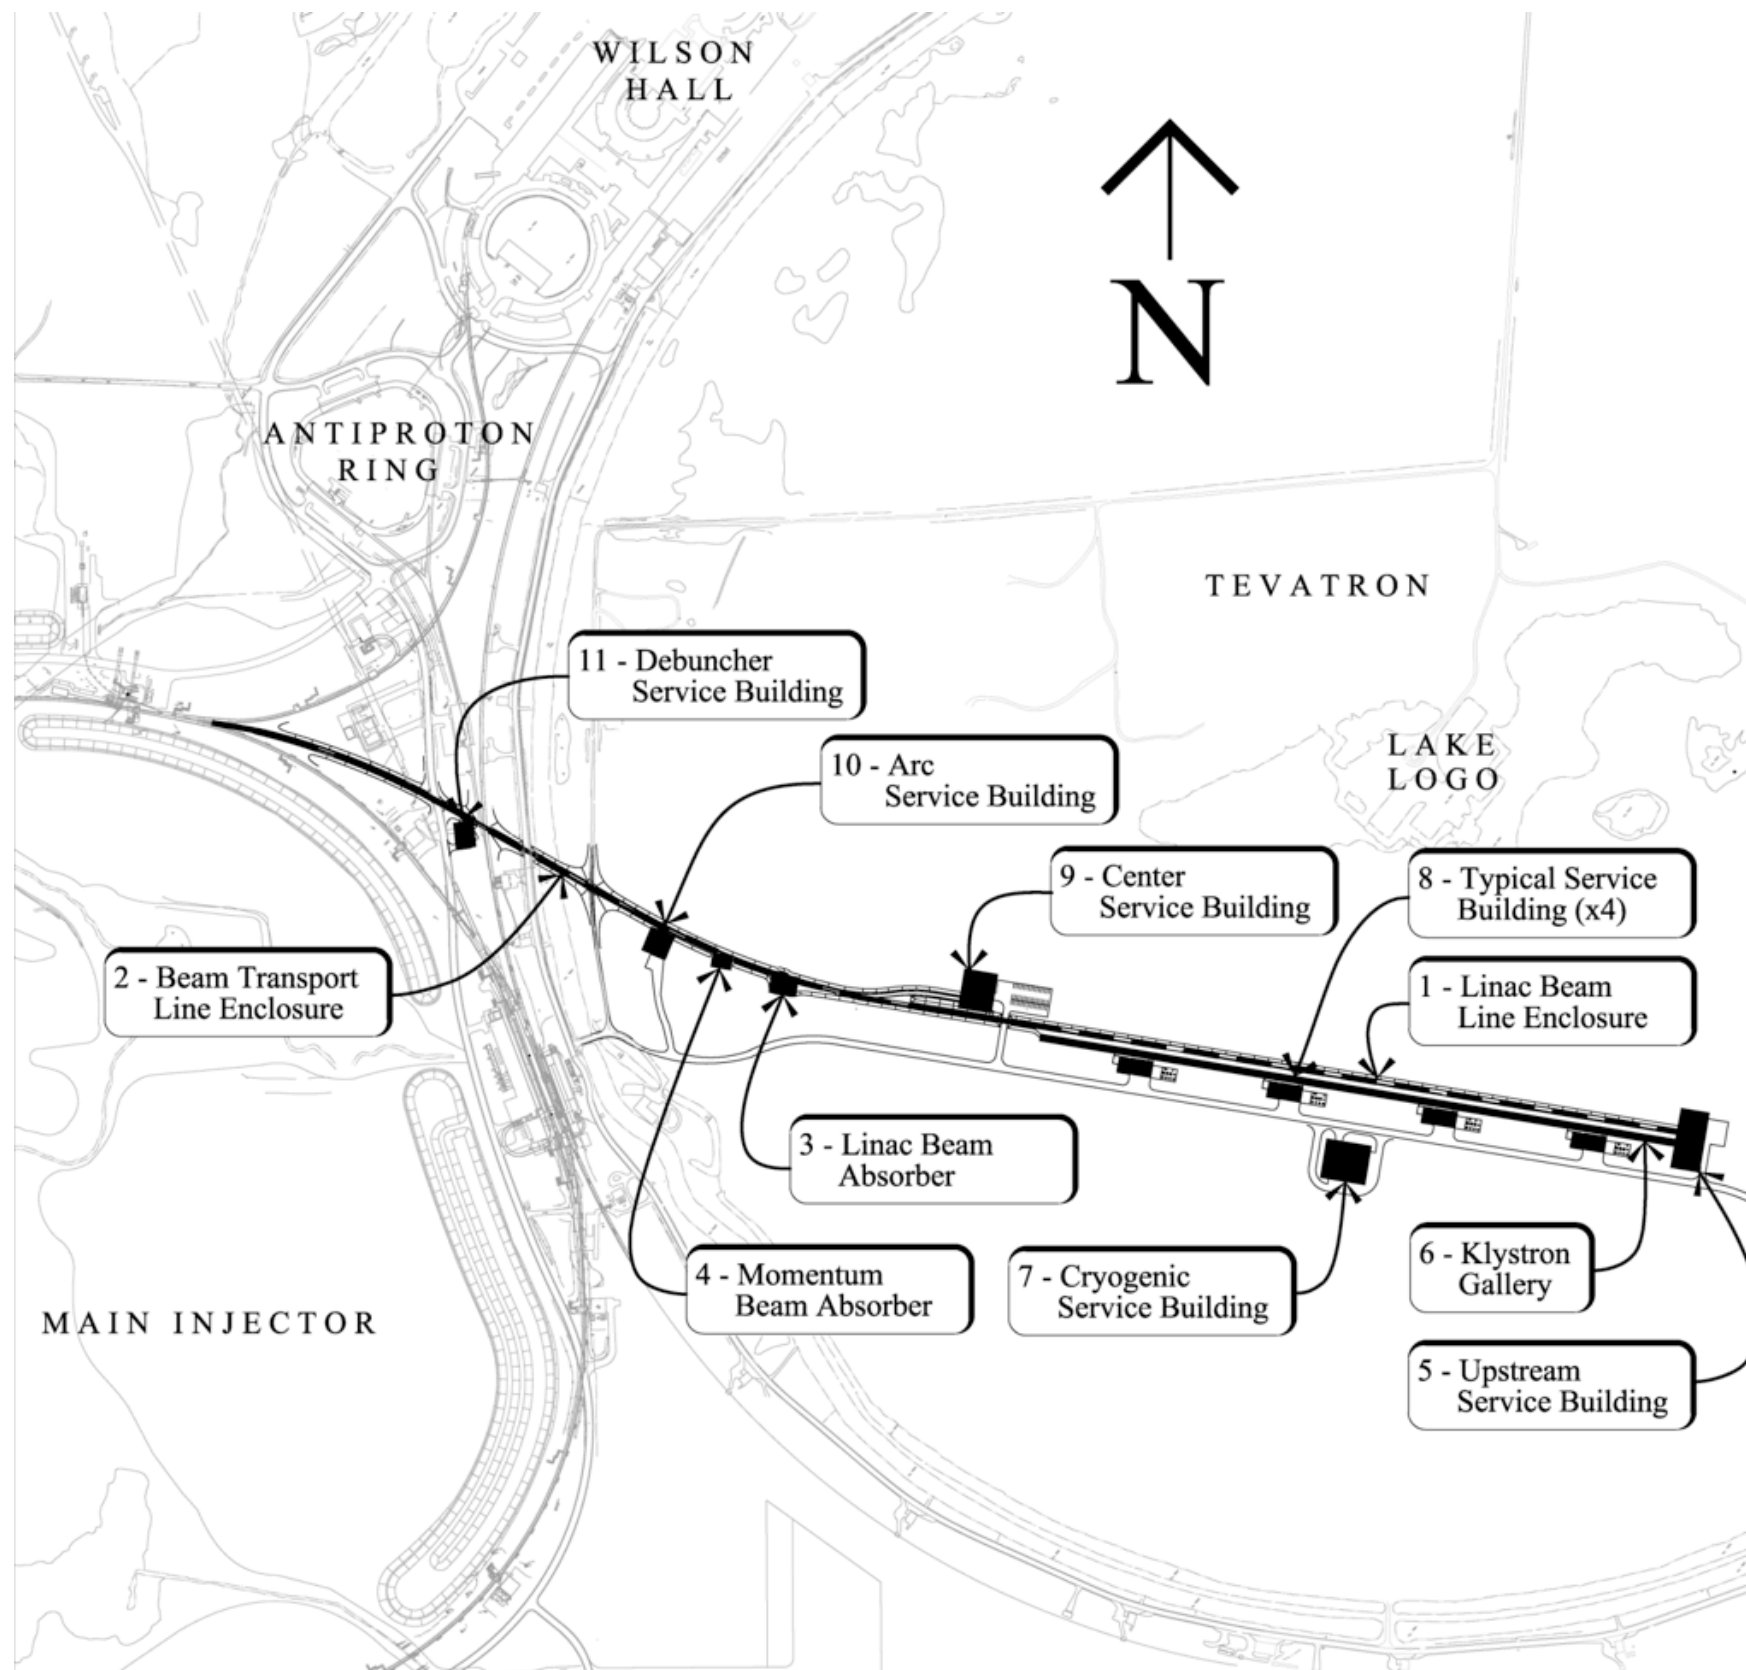 WILSON
HALL
N
ANTIPROTON
RING
TEVATRON
11 - Debuncher
Service Building
10 - Arc
Service Building
LAKE
LOGO
9 - Center
Service Building
8 - Typical Service
Building (x4)
2 - Beam Transport
Line Enclosure
1 - Linac Beam
Line Enclosure
3 - Linac Beam
Absorber
4 - Momentum
Beam Absorber
7 - Cryogenic
Service Building
6 - Klystron
Gallery
MAIN INJECTOR
5 - Upstream
Service Building